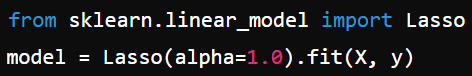 from sklearn.linear_model import Lasso
model = Lasso(alpha=1.0).fit(X, y)